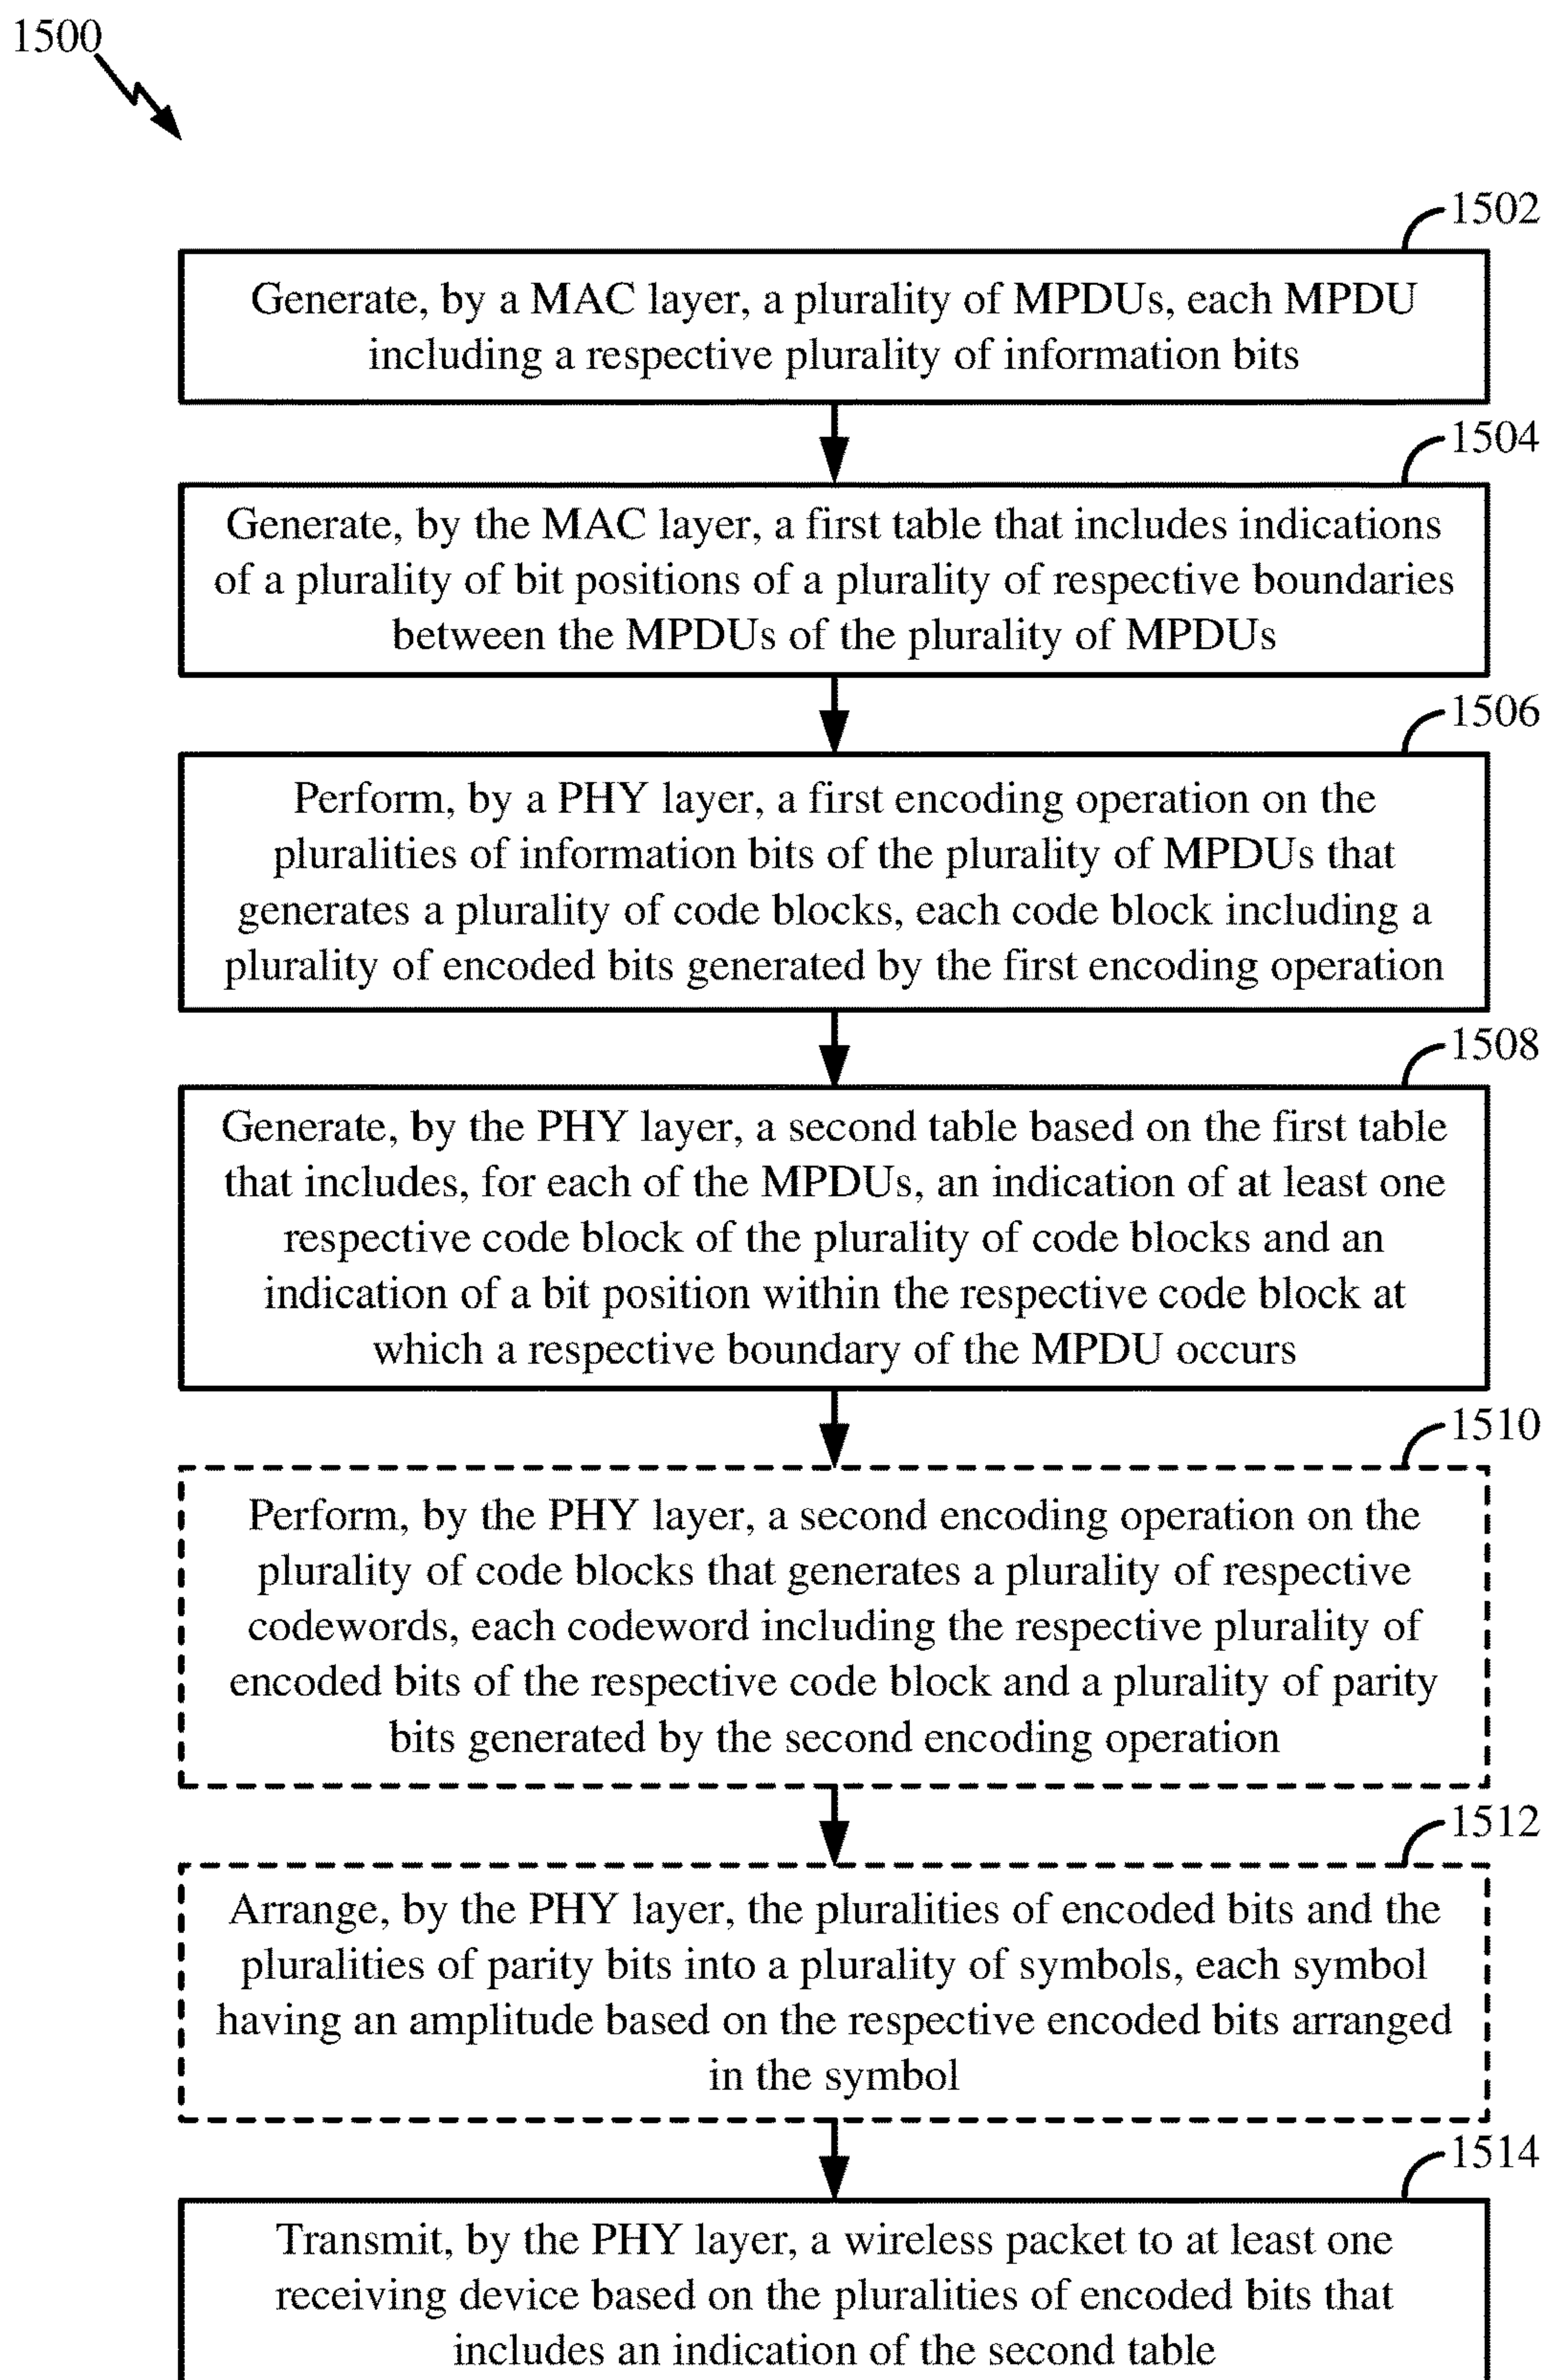 1500
1502
Generate, by a MAC layer, a plurality of MPDUs, each MPDU
including a respective plurality of information bits
1504
Generate, by the MAC layer, a first table that includes indications
of a plurality of bit positions of a plurality of respective boundaries
between the MPDUs of the plurality of MPDUs
1506
Perform, by a PHY layer, a first encoding operation on the
pluralities of information bits of the plurality of MPDUs that
generates a plurality of code blocks, each code block including a
plurality of encoded bits generated by the first encoding operation
1508
Generate, by the PHY layer, a second table based on the first table
that includes, for each of the MPDUs, an indication of at least one
respective code block of the plurality of code blocks and an
indication of a bit position within the respective code block at
which a respective boundary of the MPDU occurs
1510
Perform, by the PHY layer, a second encoding operation on the
plurality of code blocks that generates a plurality of respective
codewords, each codeword including the respective plurality of
encoded bits of the respective code block and a plurality of parity
bits generated by the second encoding operation
1512
Arrange, by the PHY layer, the pluralities of encoded bits and the
pluralities of parity bits into a plurality of symbols, each symbol
having an amplitude based on the respective encoded bits arranged
in the symbol
1514
Transmit, by the PHY layer, a wireless packet to at least one
receiving device based on the pluralities of encoded bits that
includes an indication of the second table